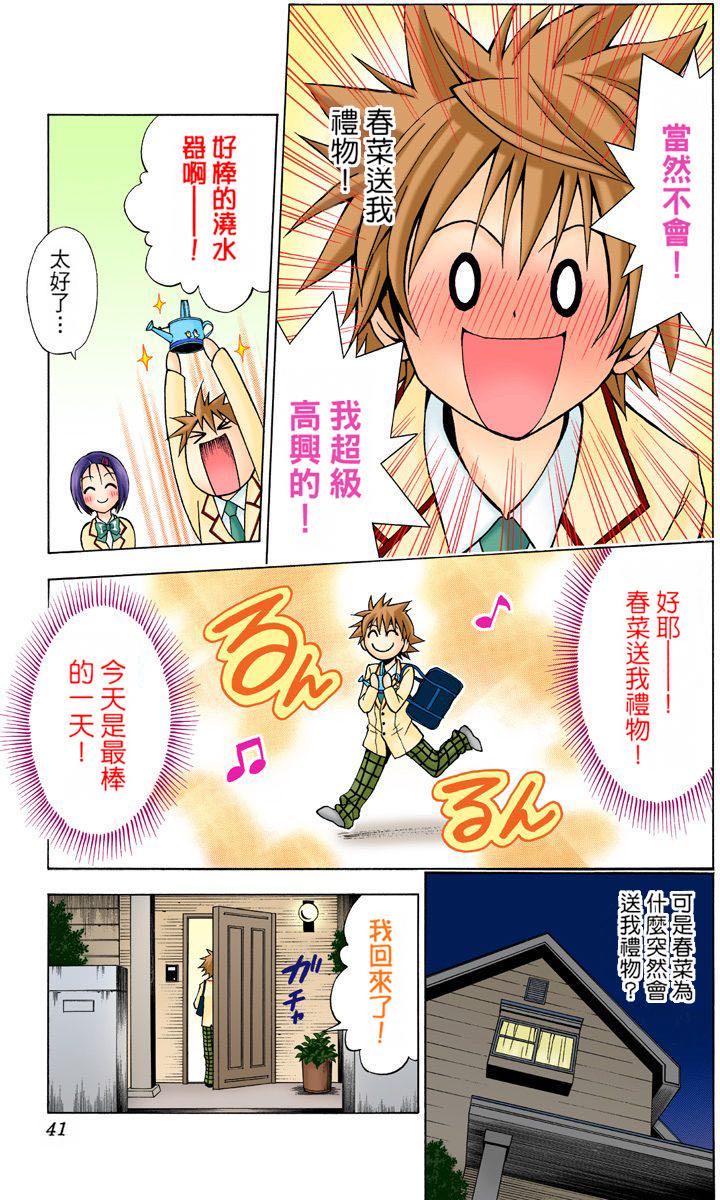 當然不會！
春菜送我
禮物！
我超級
高興的！
好棒的澆水
器啊——！
太好了…
好耶——！
春菜送我禮物！
るん
るん
今天是最棒
的一天！
可是春菜為
什麼突然會
送我禮物？
我回來了！
ガチャ
41